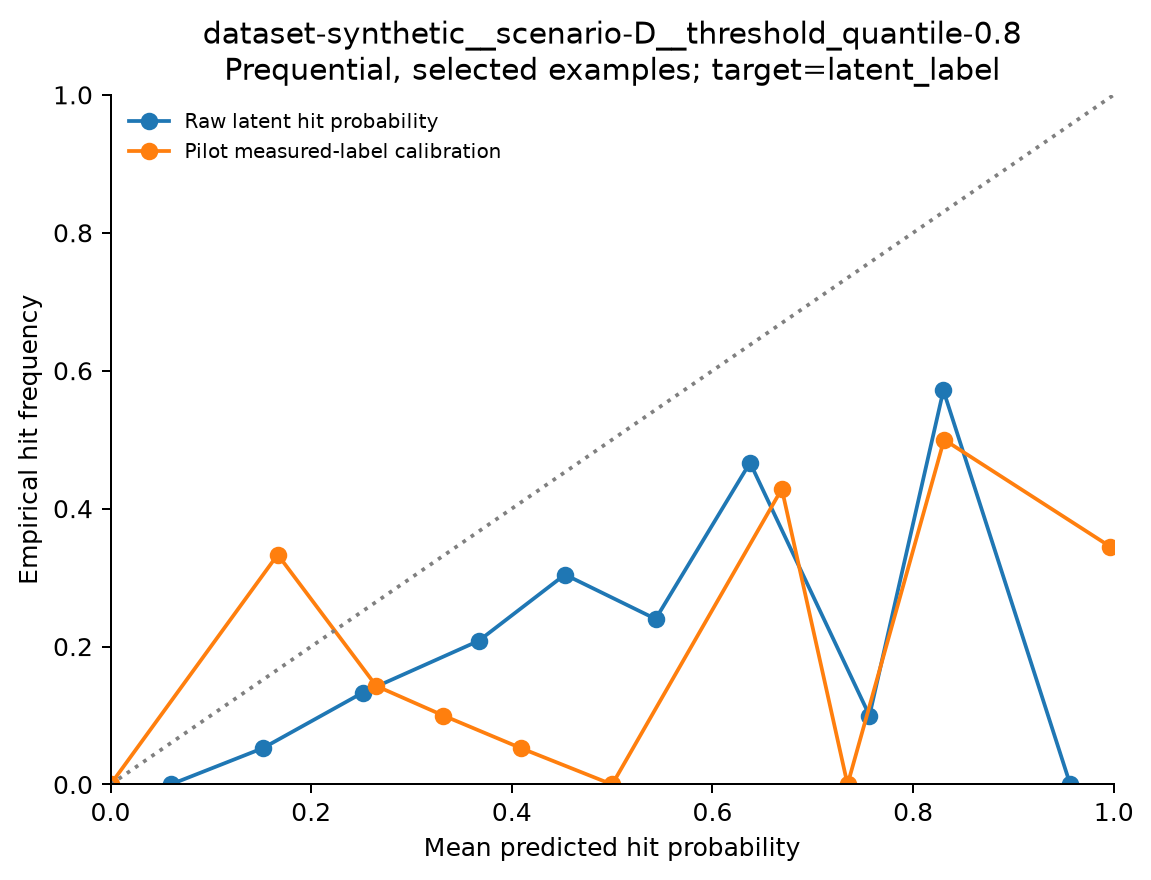 dataset-synthetic__scenario-D__threshold_quantile-0.8
Prequential, selected examples; target=latent_label
Raw latent hit probability
Pilot measured-label calibration
Empirical hit frequency
1.0
0.8
0.6
0.4
0.2
0.0
0.0 0.2 0.4 0.6 0.8 1.0
Mean predicted hit probability